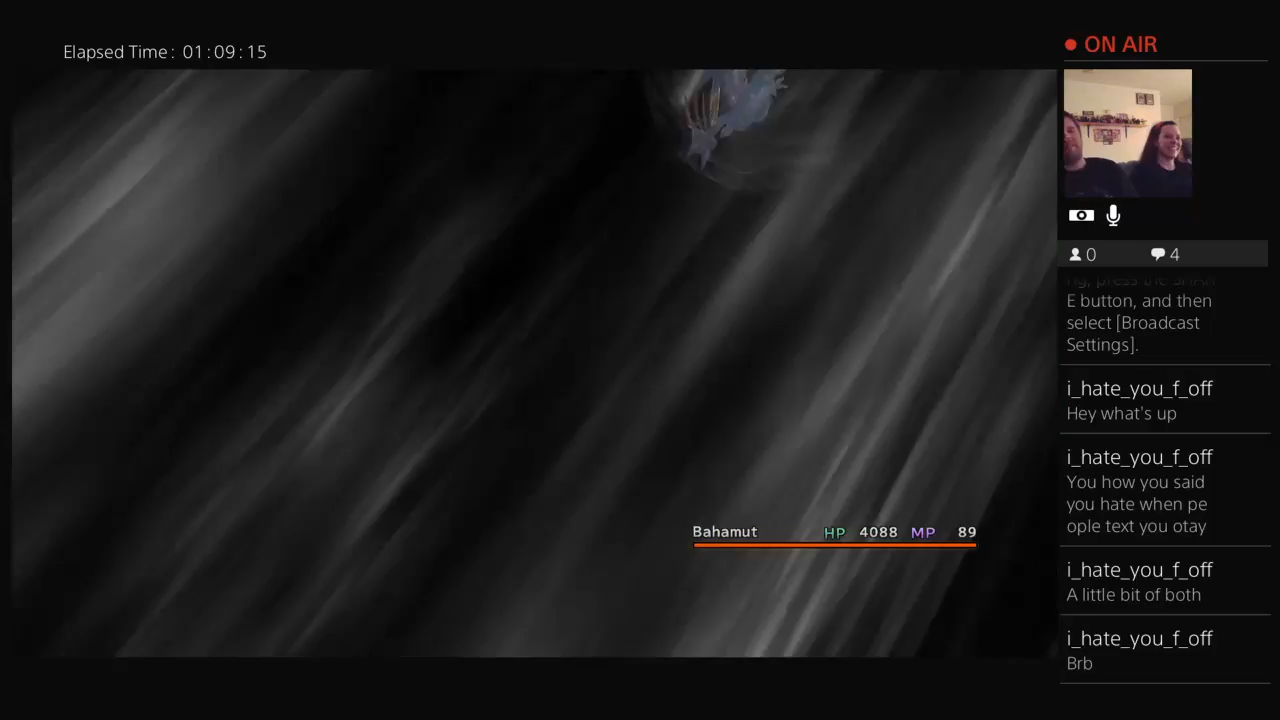 Elapsed Time: 01:09:15
ON AIR
0 4
E button, and then
select [Broadcast
Settings].
i_hate_you_f_off
Hey what's up
i_hate_you_f_off
You how you said
you hate when pe
ople text you otay
i_hate_you_f_off
A little bit of both
i_hate_you_f_off
Brb
Bahamut HP 4088 MP 89